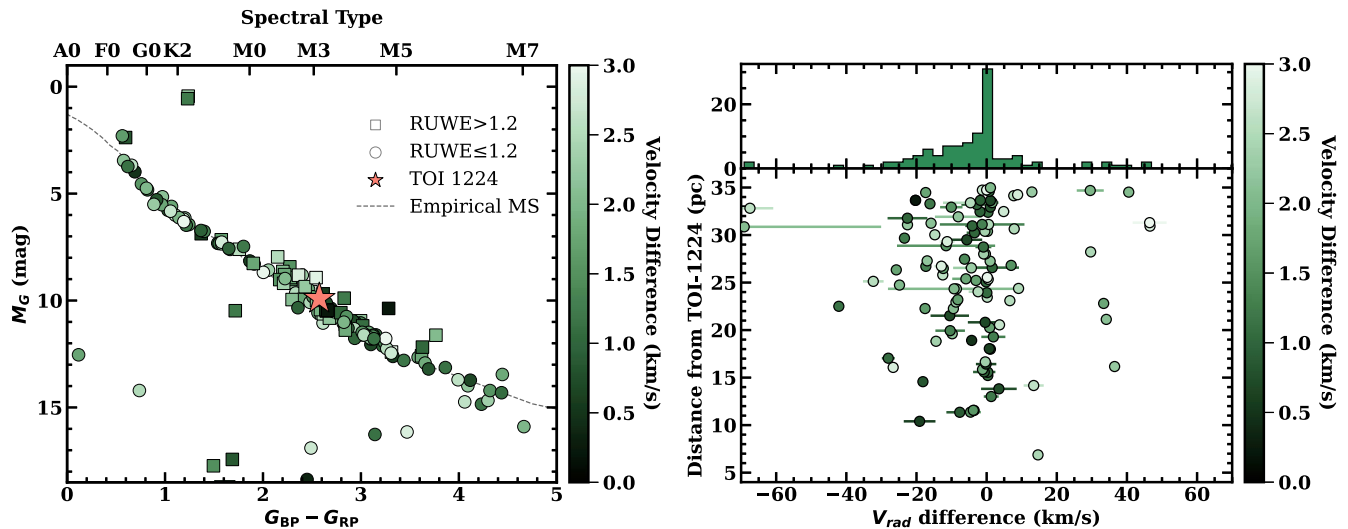 Spectral Type
A0 F0 G0 K2 M0 M3 M5 M7
0
5
10
15
M_G (mag)
0 1 2 3 4 5
G_BP − G_RP
RUWE>1.2
RUWE≤1.2
TOI 1224
Empirical MS
3.0
2.5
2.0
1.5
1.0
0.5
0.0
Velocity Difference (km/s)
20
0
35
30
25
20
15
10
5
Distance from TOI-1224 (pc)
−60 −40 −20 0 20 40 60
V_rad difference (km/s)
3.0
2.5
2.0
1.5
1.0
0.5
0.0
Velocity Difference (km/s)